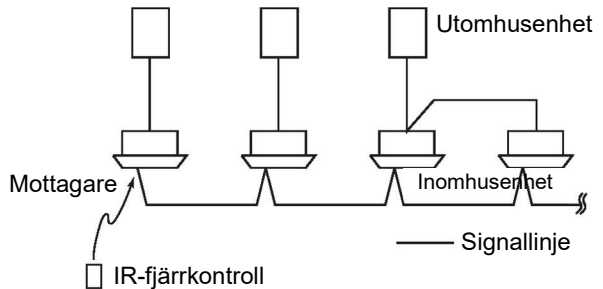 Utomhusenhet
Mottagare
Inomhusenhet
Signallinje
IR-fjärrkontroll